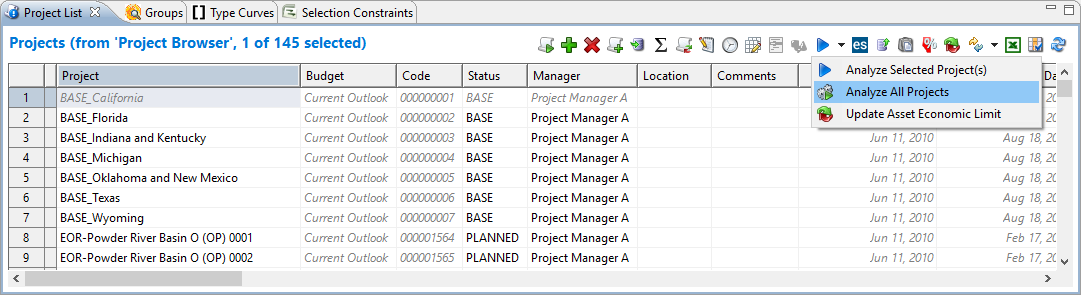 Project List Groups Type Curves Selection Constraints
Projects (from 'Project Browser', 1 of 145 selected) Σ es
Project Budget Code Status Manager Location Comments Da
Analyze Selected Project(s)
Analyze All Projects
Update Asset Economic Limit
1 BASE_California Current Outlook 000000001 BASE Project Manager A
2 BASE_Florida Current Outlook 000000002 BASE Project Manager A
3 BASE_Indiana and Kentucky Current Outlook 000000003 BASE Project Manager A Jun 11, 2010 Aug 18, 20
4 BASE_Michigan Current Outlook 000000004 BASE Project Manager A Jun 11, 2010 Aug 18, 20
5 BASE_Oklahoma and New Mexico Current Outlook 000000005 BASE Project Manager A Jun 11, 2010 Aug 18, 20
6 BASE_Texas Current Outlook 000000006 BASE Project Manager A Jun 11, 2010 Aug 18, 20
7 BASE_Wyoming Current Outlook 000000007 BASE Project Manager A Jun 11, 2010 Aug 18, 20
8 EOR-Powder River Basin O (OP) 0001 Current Outlook 000001564 PLANNED Project Manager A Jun 11, 2010 Feb 17, 20
9 EOR-Powder River Basin O (OP) 0002 Current Outlook 000001565 PLANNED Project Manager A Jun 11, 2010 Feb 17, 20